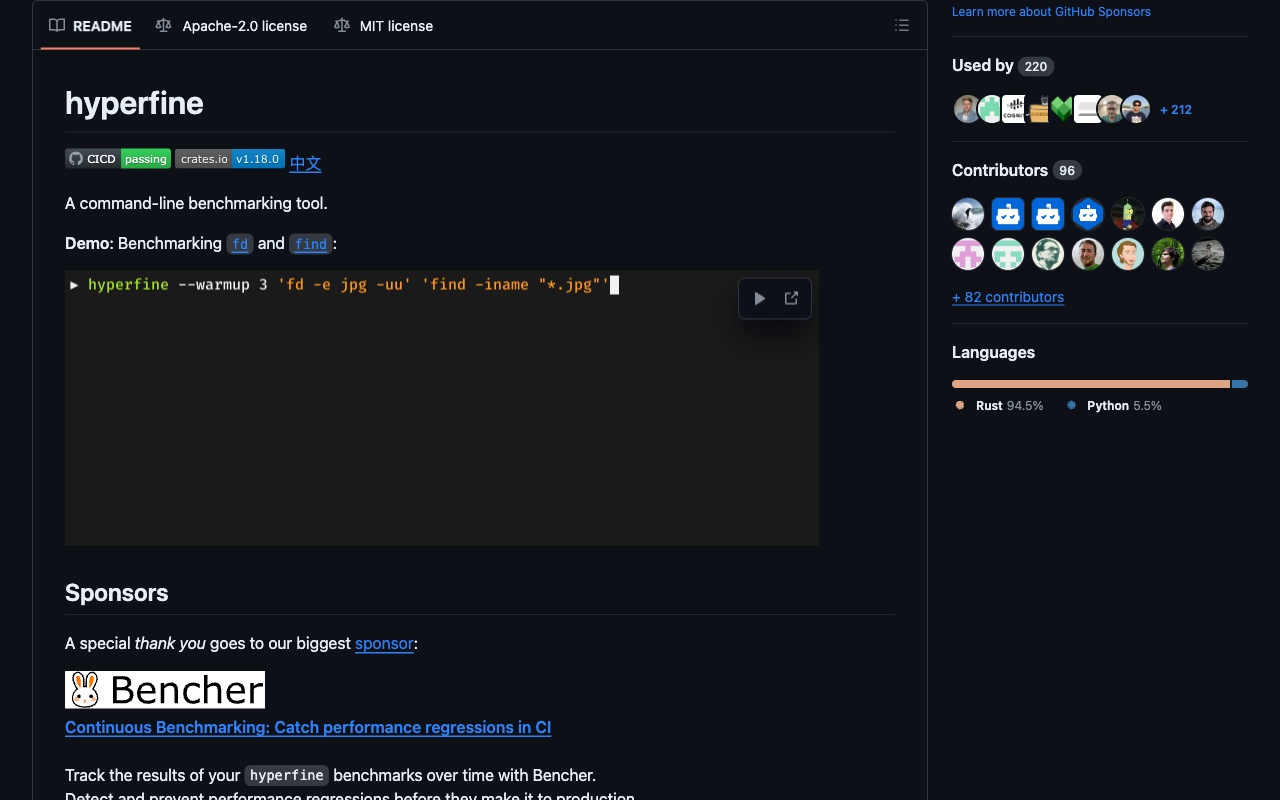 README Apache-2.0 license MIT license
hyperfine
CICD passing crates.io v1.18.0 中文
A command-line benchmarking tool.
Demo: Benchmarking fd and find:
▶ hyperfine --warmup 3 'fd -e jpg -uu' 'find -iname "*.jpg"'
Sponsors
A special thank you goes to our biggest sponsor:
Bencher
Continuous Benchmarking: Catch performance regressions in CI
Track the results of your hyperfine benchmarks over time with Bencher.
Detect and prevent performance regressions before they make it to production.
Learn more about GitHub Sponsors
Used by 220
COGNI
+ 212
Contributors 96
+ 82 contributors
Languages
Rust 94.5% Python 5.5%